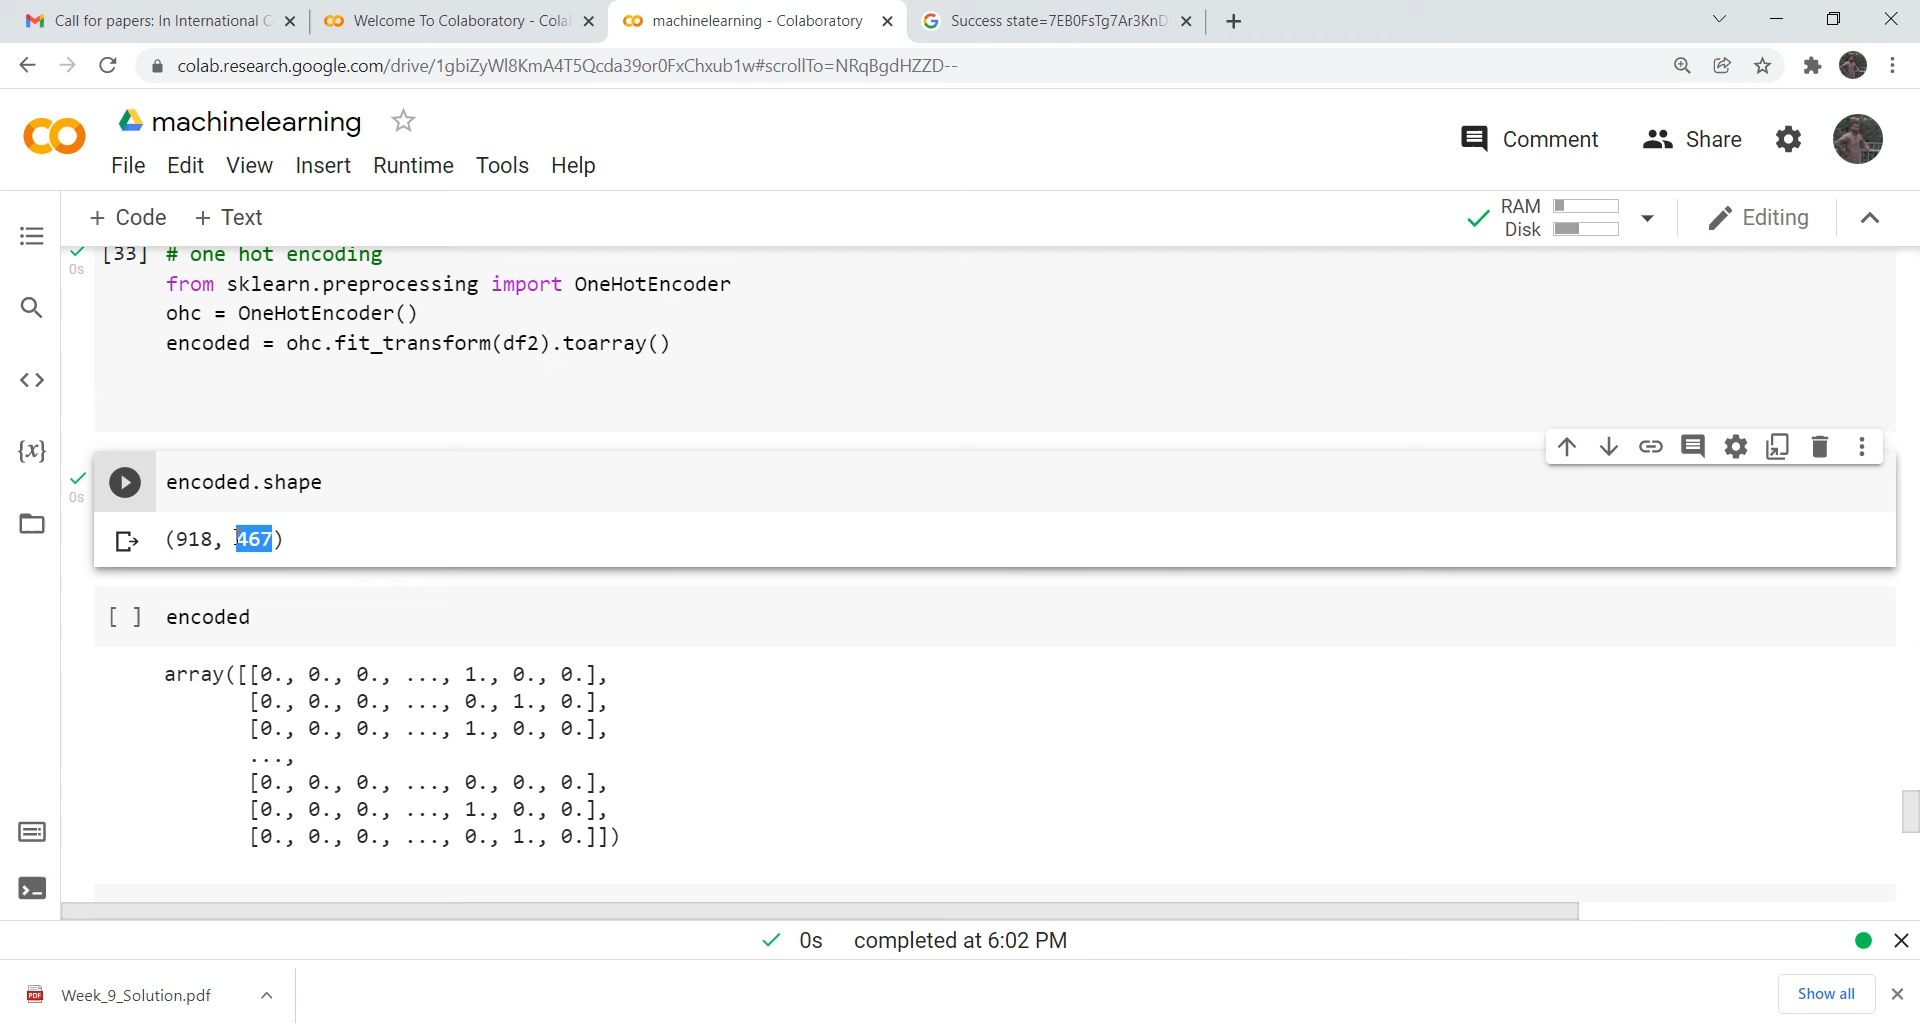 Call for papers: In International C
Welcome To Colaboratory - Colal
machinelearning - Colaboratory
Success state=7EB0FsTg7Ar3KnD
colab.research.google.com/drive/1gbiZyWl8KmA4T5Qcda39or0FxChxub1w#scrollTo=NRqBgdHZZD--
machinelearning
Comment
Share
File Edit View Insert Runtime Tools Help
+ Code + Text
RAM
Disk
Editing
[33] # one hot encoding
0s
from sklearn.preprocessing import OneHotEncoder
ohc = OneHotEncoder()
encoded = ohc.fit_transform(df2).toarray()
{x}
encoded.shape
0s
(918, 467)
[ ] encoded
array([[0., 0., 0., ..., 1., 0., 0.],
[0., 0., 0., ..., 0., 1., 0.],
[0., 0., 0., ..., 1., 0., 0.],
...,
[0., 0., 0., ..., 0., 0., 0.],
[0., 0., 0., ..., 1., 0., 0.],
[0., 0., 0., ..., 0., 1., 0.]])
0s completed at 6:02 PM
PDF Week_9_Solution.pdf
Show all